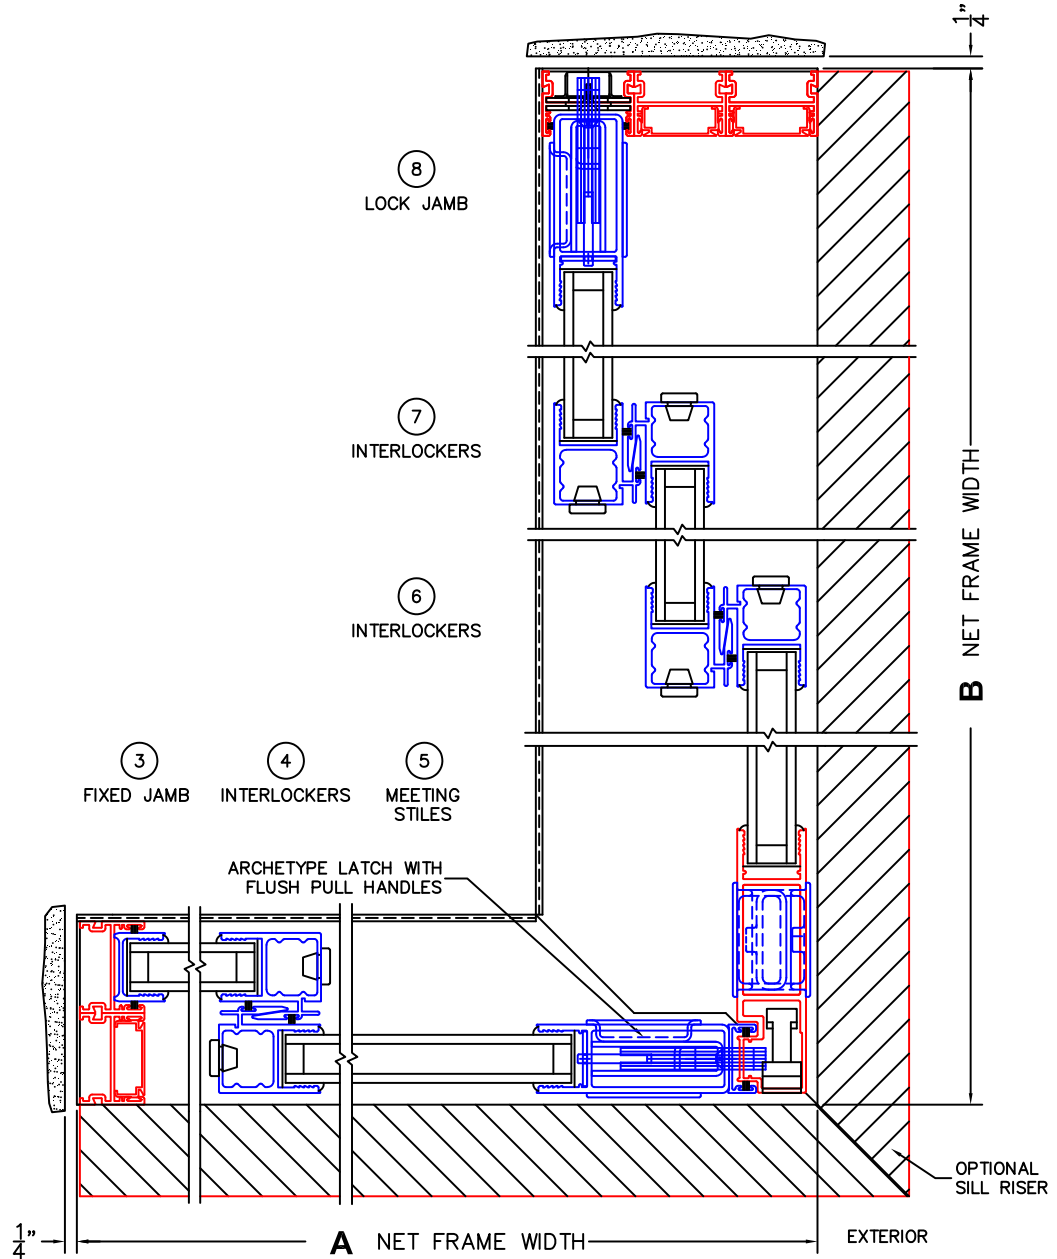 1"
4
8
LOCK JAMB
7
INTERLOCKERS
6
INTERLOCKERS
B NET FRAME WIDTH
3
FIXED JAMB
4
INTERLOCKERS
5
MEETING
STILES
ARCHETYPE LATCH WITH
FLUSH PULL HANDLES
OPTIONAL
SILL RISER
1"
4
A NET FRAME WIDTH
EXTERIOR